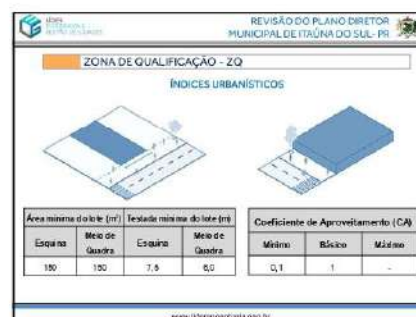 LÍDER
REVISÃO DO PLANO DIRETOR
MUNICIPAL DE ITAÚNA DO SUL- PR
ZONA DE QUALIFICAÇÃO - ZQ
ÍNDICES URBANÍSTICOS
Área mínima do lote (m²) Testada mínima do lote (m)
Esquina Meio de Quadra Esquina Meio de Quadra
150 150 7,5 6,0
Coeficiente de Aproveitamento (CA)
Mínimo Básico Máximo
0,1 1 -